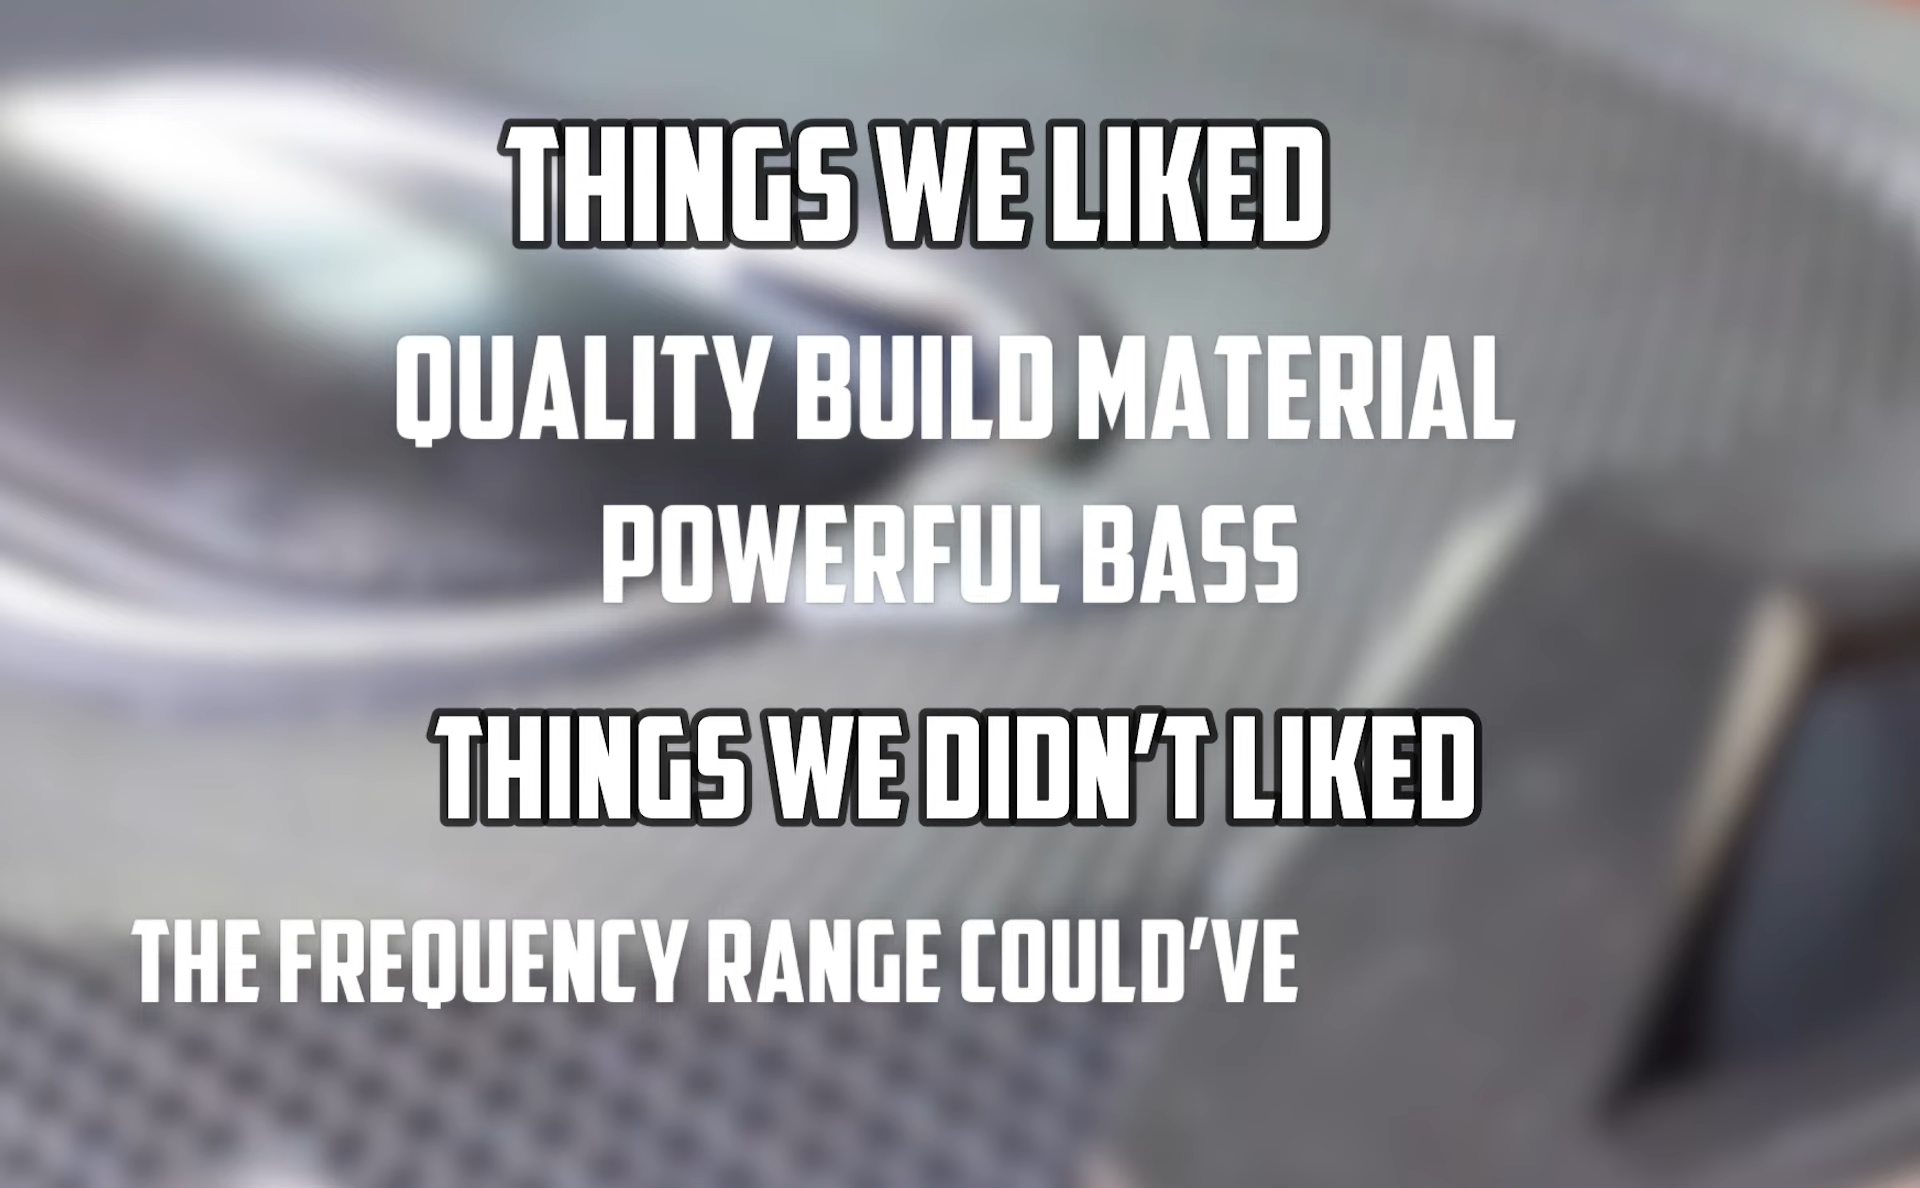 THINGS WE LIKED
QUALITY BUILD MATERIAL
POWERFUL BASS
THINGS WE DIDN'T LIKED
THE FREQUENCY RANGE COULD'VE